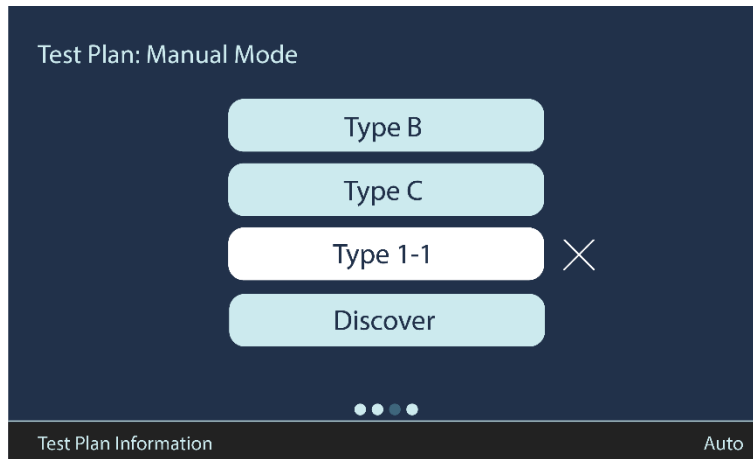 Test Plan: Manual Mode
Type B
Type C
Type 1-1
Discover
Test Plan Information Auto